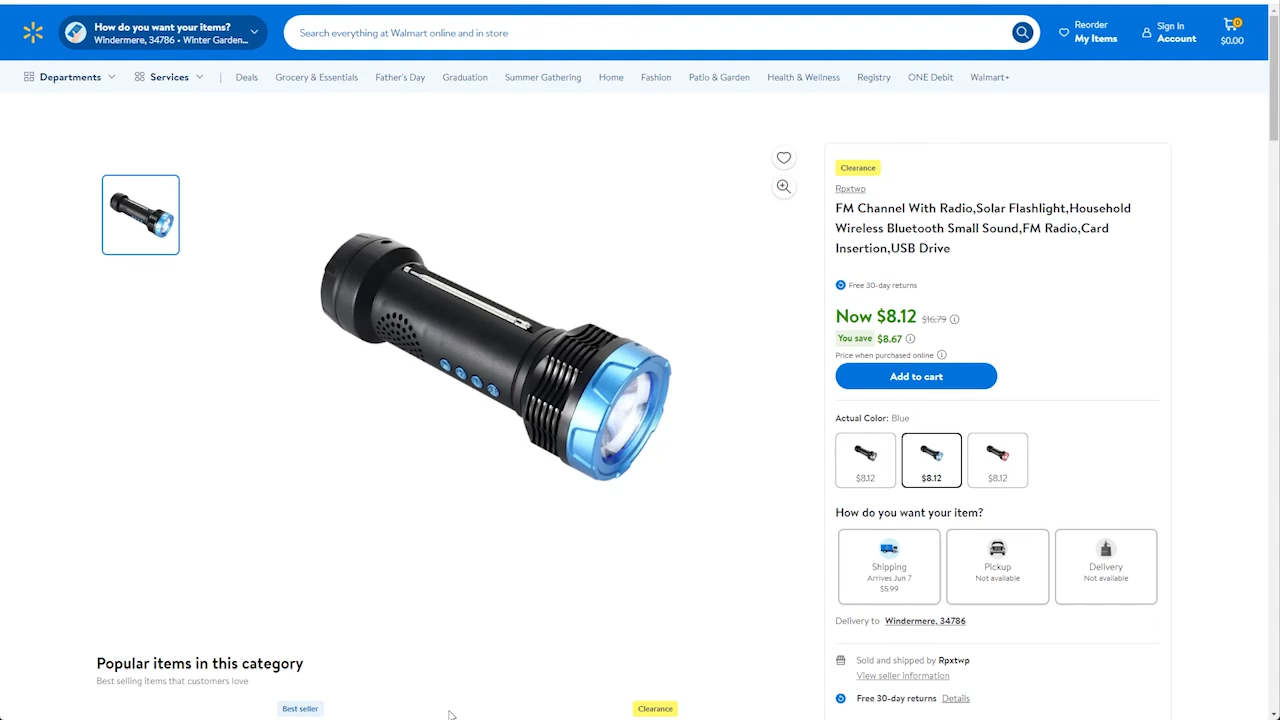 How do you want your items?
Windermere, 34786 • Winter Garden...
Search everything at Walmart online and in store
Reorder
My Items
Sign In
Account
0
$0.00
Departments
Services
Deals
Grocery & Essentials
Father's Day
Graduation
Summer Gathering
Home
Fashion
Patio & Garden
Health & Wellness
Registry
ONE Debit
Walmart+
Clearance
Rpxtwp
FM Channel With Radio,Solar Flashlight,Household
Wireless Bluetooth Small Sound,FM Radio,Card
Insertion,USB Drive
Free 30-day returns
Now $8.12 $16.79
You save $8.67
Price when purchased online
Add to cart
Actual Color: Blue
$8.12
$8.12
$8.12
How do you want your item?
Shipping
Arrives Jun 7
$5.99
Pickup
Not available
Delivery
Not available
Delivery to Windermere, 34786
Sold and shipped by Rpxtwp
View seller information
Free 30-day returns Details
Popular items in this category
Best selling items that customers love
Best seller
Clearance